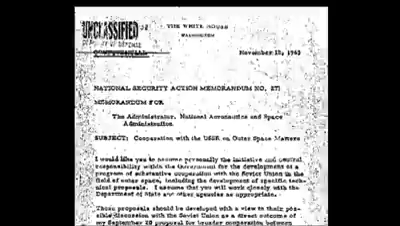 UNCLASSIFIED
THE WHITE HOUSE
WASHINGTON
CONFIDENTIAL
November 12, 1963
NATIONAL SECURITY ACTION MEMORANDUM NO. 271
MEMORANDUM FOR
The Administrator, National Aeronautics and Space
Administration
SUBJECT: Cooperation with the USSR on Outer Space Matters
I would like you to assume personally the initiative and central
responsibility within the Government for the development of a
program of substantive cooperation with the Soviet Union in the
field of outer space, including the development of specific tech-
nical proposals. I assume that you will work closely with the
Department of State and other agencies as appropriate.
These proposals should be developed with a view to their pos-
sible discussion with the Soviet Union as a direct outcome of
my September 20 proposal for broader cooperation between